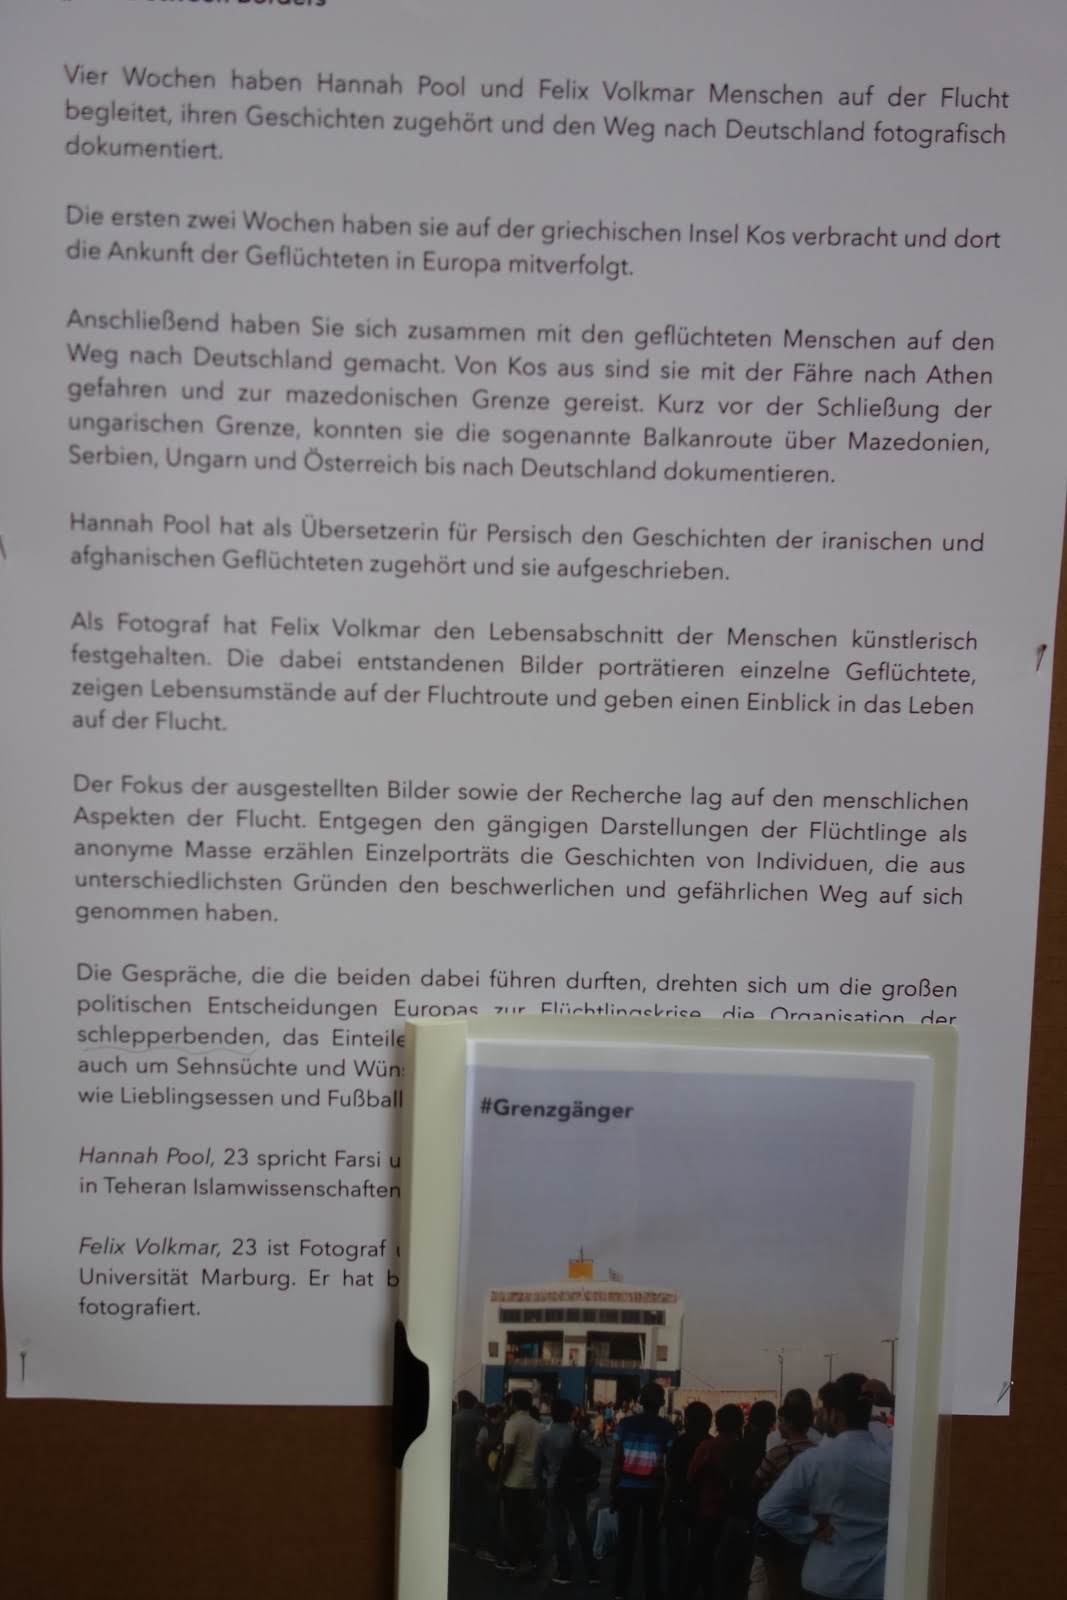 Borders
Vier Wochen haben Hannah Pool und Felix Volkmar Menschen auf der Flucht
begleitet, ihren Geschichten zugehört und den Weg nach Deutschland fotografisch
dokumentiert.
Die ersten zwei Wochen haben sie auf der griechischen Insel Kos verbracht und dort
die Ankunft der Geflüchteten in Europa mitverfolgt.
Anschließend haben Sie sich zusammen mit den geflüchteten Menschen auf den
Weg nach Deutschland gemacht. Von Kos aus sind sie mit der Fähre nach Athen
gefahren und zur mazedonischen Grenze gereist. Kurz vor der Schließung der
ungarischen Grenze, konnten sie die sogenannte Balkanroute über Mazedonien,
Serbien, Ungarn und Österreich bis nach Deutschland dokumentieren.
Hannah Pool hat als Übersetzerin für Persisch den Geschichten der iranischen und
afghanischen Geflüchteten zugehört und sie aufgeschrieben.
Als Fotograf hat Felix Volkmar den Lebensabschnitt der Menschen künstlerisch
festgehalten. Die dabei entstandenen Bilder porträtieren einzelne Geflüchtete,
zeigen Lebensumstände auf der Fluchtroute und geben einen Einblick in das Leben
auf der Flucht.
Der Fokus der ausgestellten Bilder sowie der Recherche lag auf den menschlichen
Aspekten der Flucht. Entgegen den gängigen Darstellungen der Flüchtlinge als
anonyme Masse erzählen Einzelporträts die Geschichten von Individuen, die aus
unterschiedlichsten Gründen den beschwerlichen und gefährlichen Weg auf sich
genommen haben.
Die Gespräche, die die beiden dabei führen durften, drehten sich um die großen
politischen Entscheidungen Europas zur Flüchtlingskrise, die Organisation der
schlepperbenden, das Einteile
auch um Sehnsüchte und Wün
wie Lieblingsessen und Fußball
Hannah Pool, 23 spricht Farsi u
in Teheran Islamwissenschaften
Felix Volkmar, 23 ist Fotograf
Universität Marburg. Er hat b
fotografiert.
#Grenzgänger